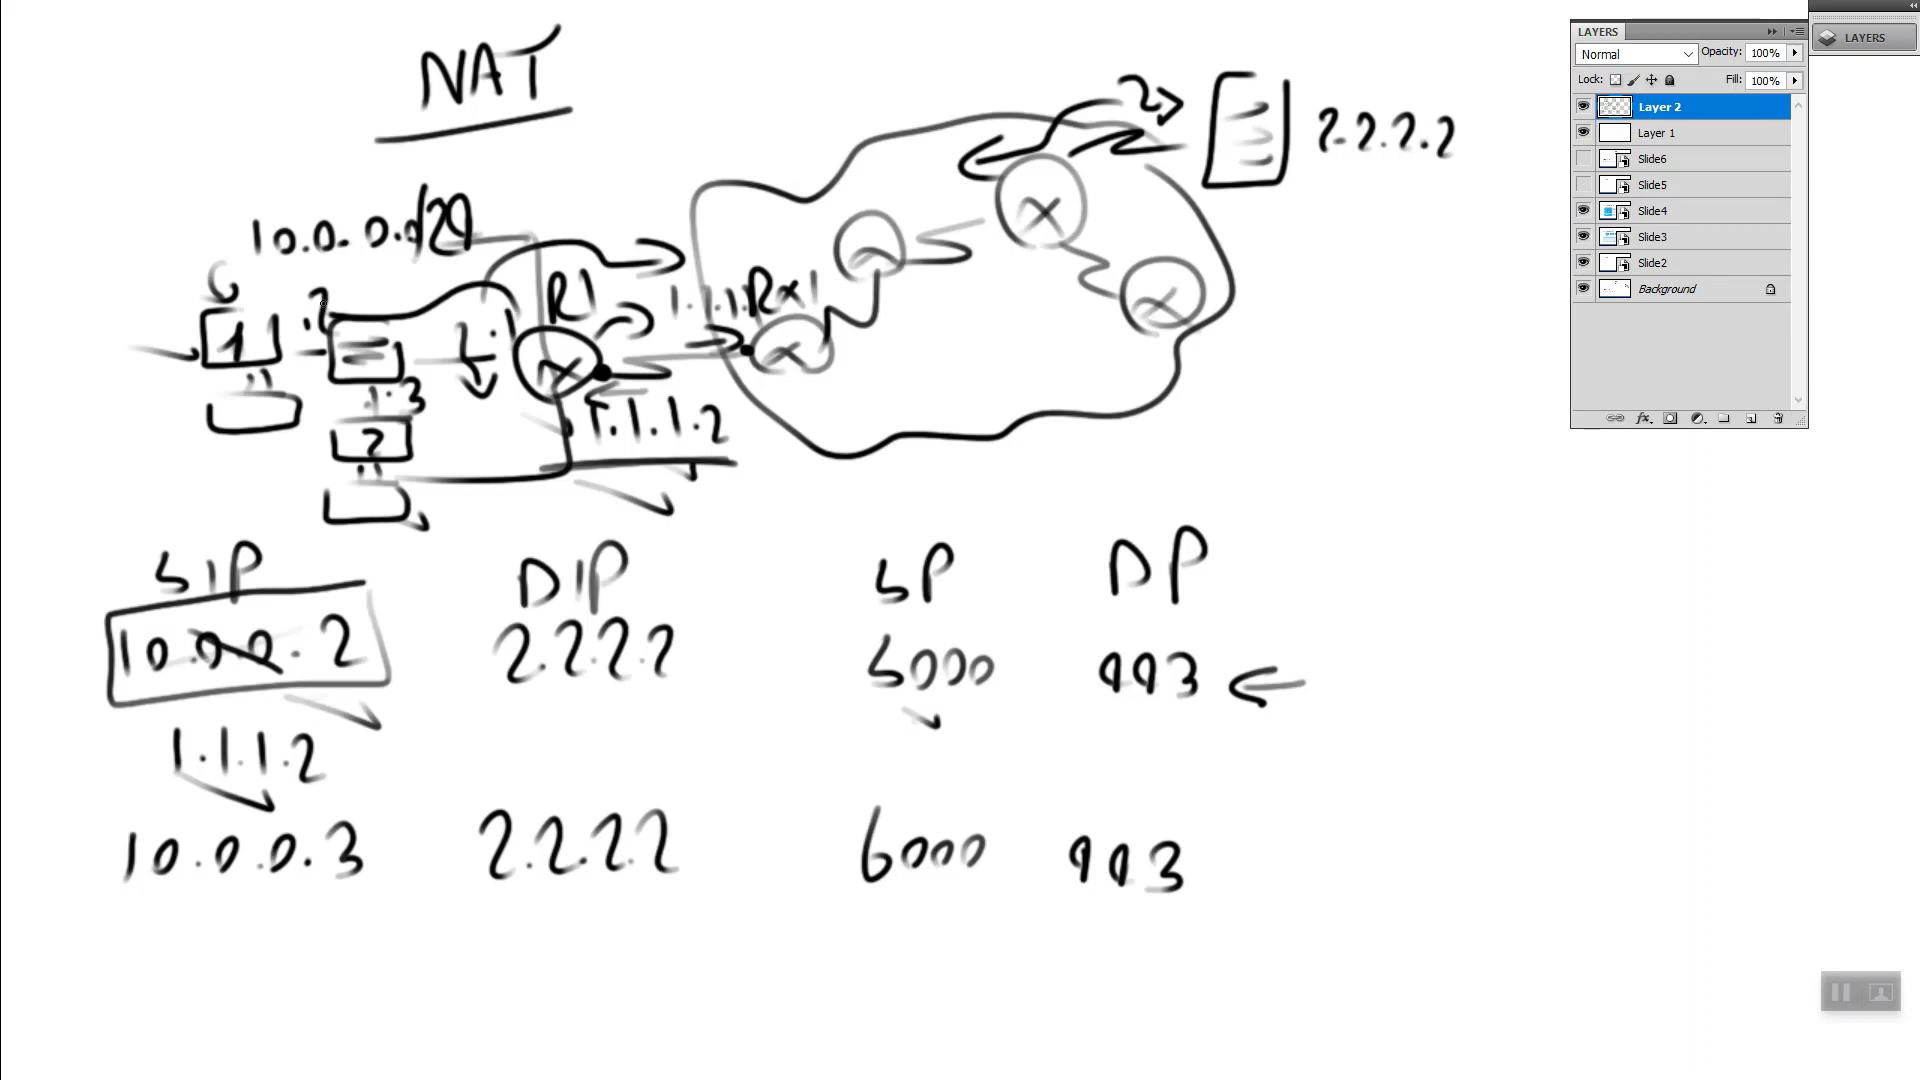 NAT
10.0.0.0/29
1
.2
.3
2
.1
R1
1.1.1.2
Rx1
2.2.2.2
SIP DIP SP DP
10.0.0.2 2.2.2.2 5000 443
1.1.1.2
10.0.0.3 2.2.2.2 6000 443
LAYERS
Normal Opacity: 100%
Lock: Fill: 100%
Layer 2
Layer 1
Slide6
Slide5
Slide4
Slide3
Slide2
Background
LAYERS